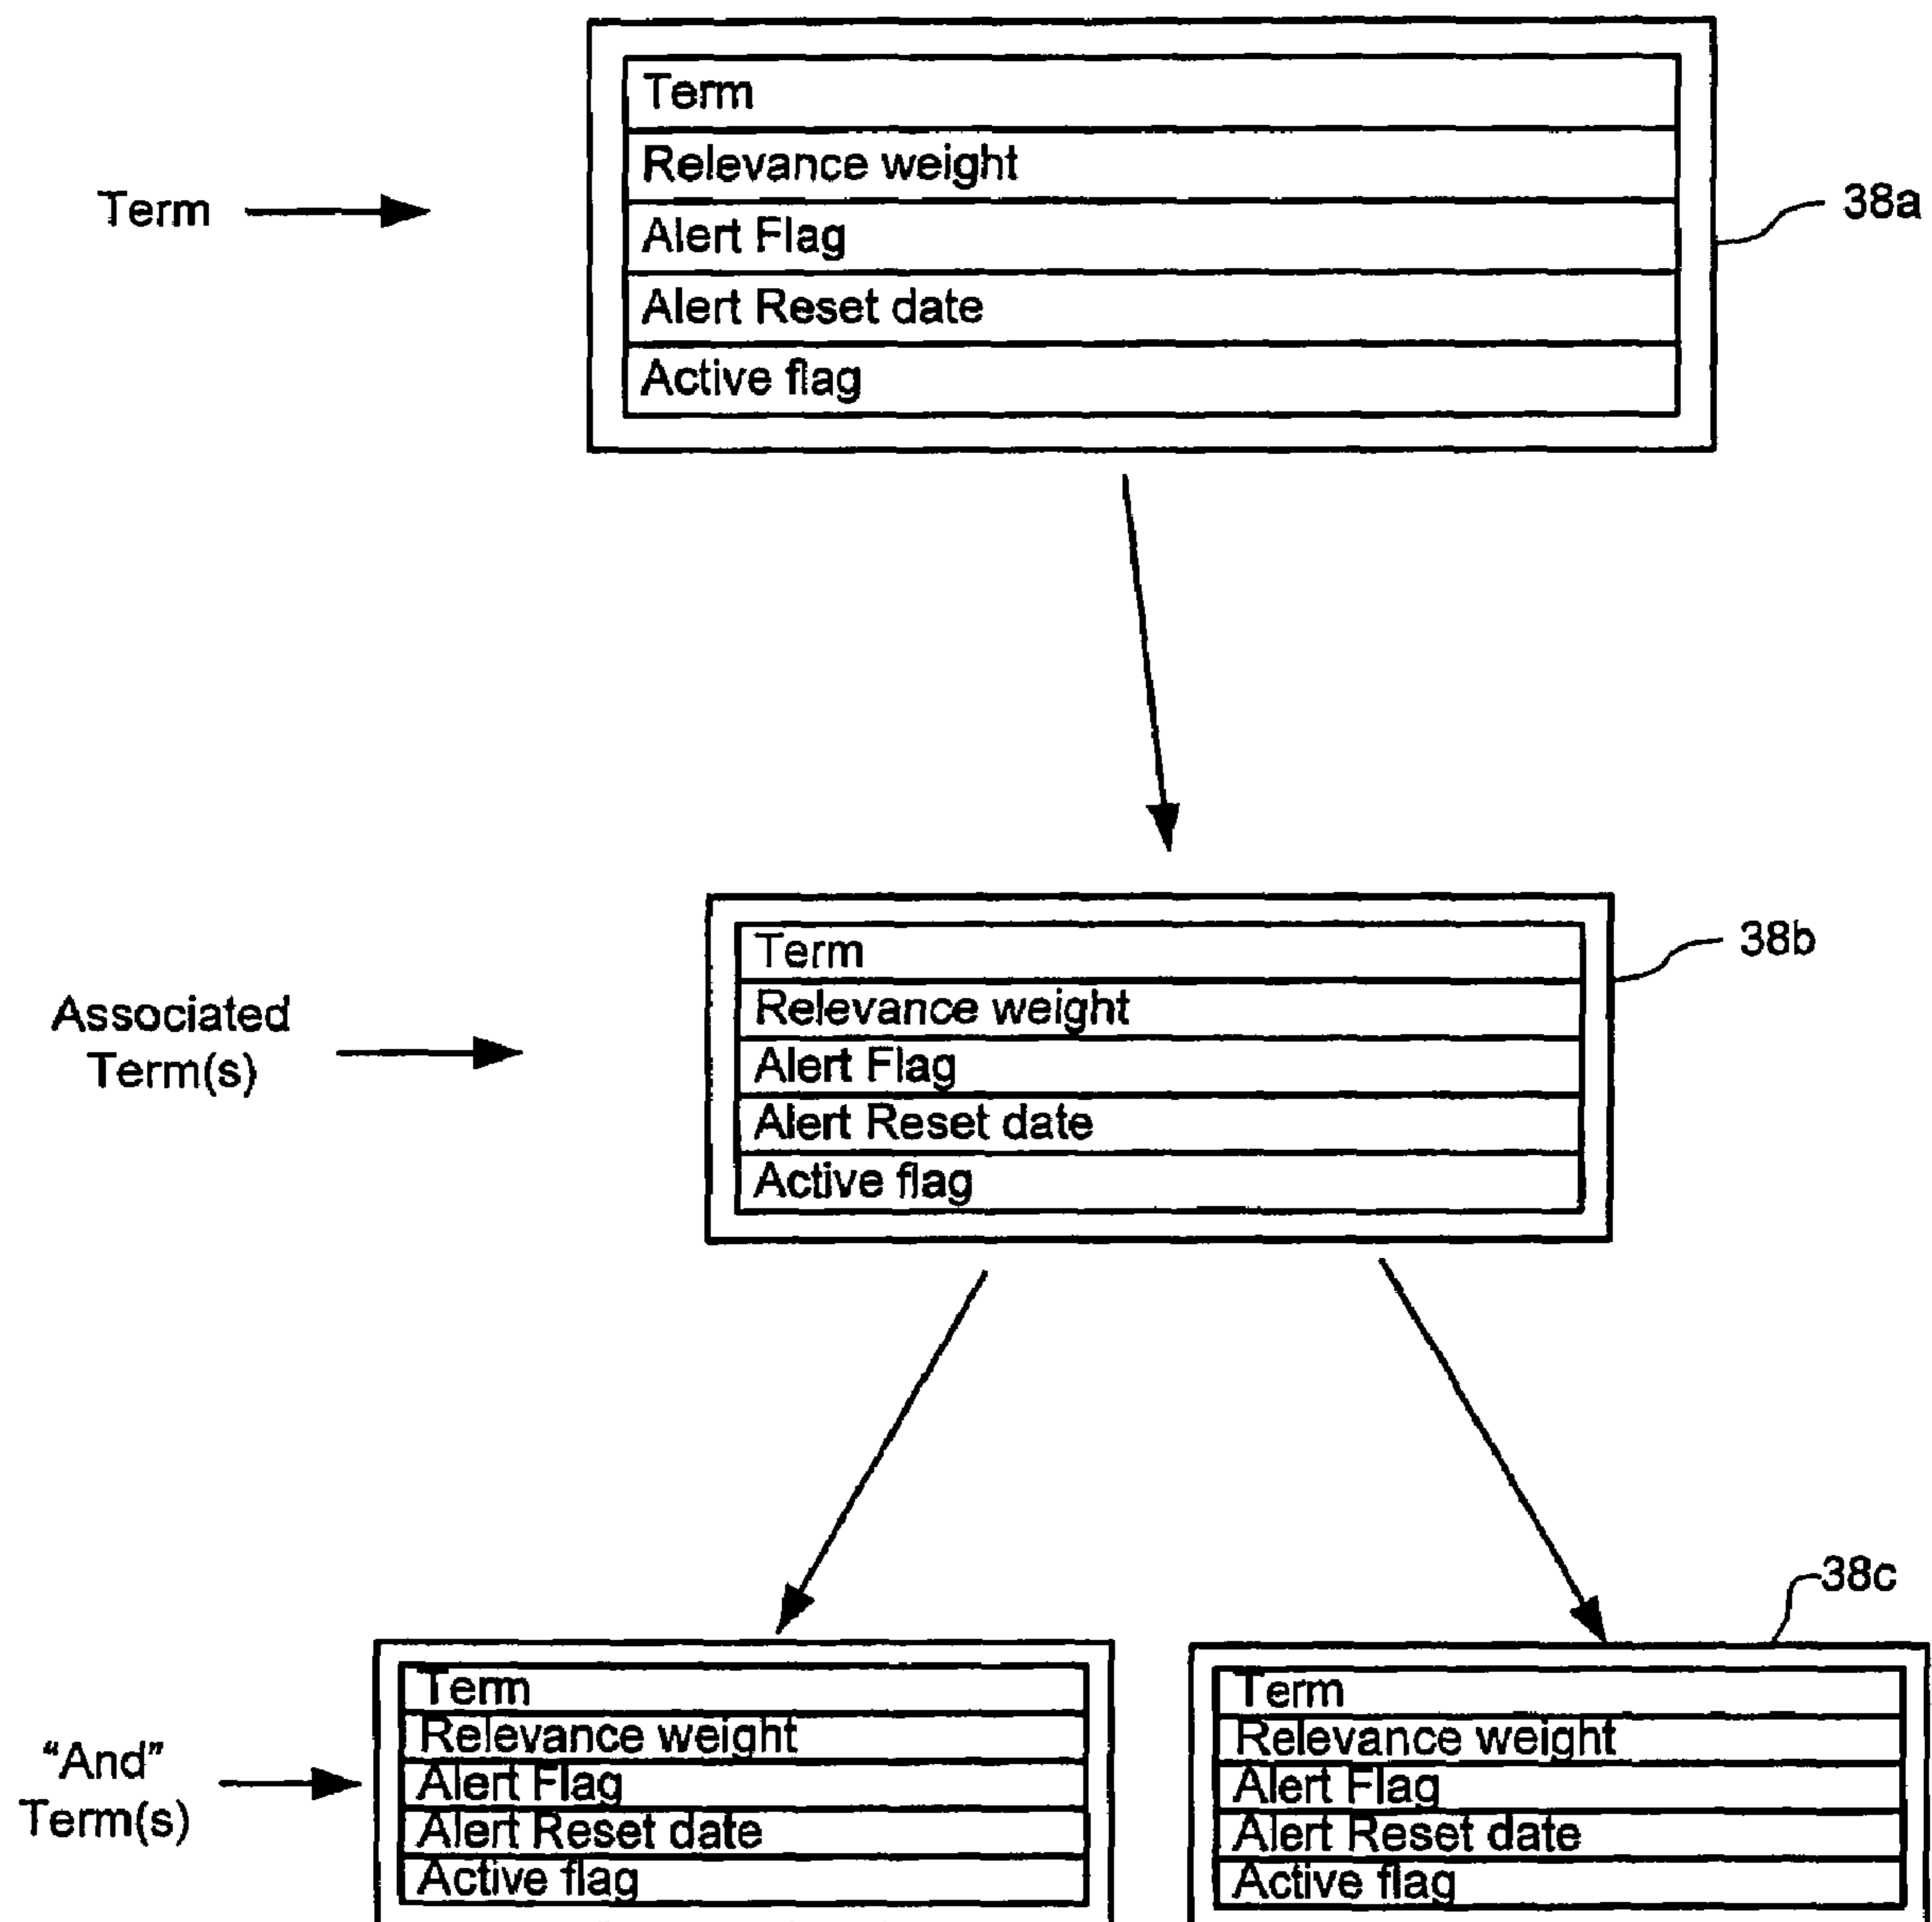 Term
Relevance weight
Alert Flag
Alert Reset date
Active flag
Term
38a
Term
Relevance weight
Alert Flag
Alert Reset date
Active flag
Associated
Term(s)
38b
38c
Term
Relevance weight
Alert Flag
Alert Reset date
Active flag
Term
Relevance weight
Alert Flag
Alert Reset date
Active flag
“And”
Term(s)